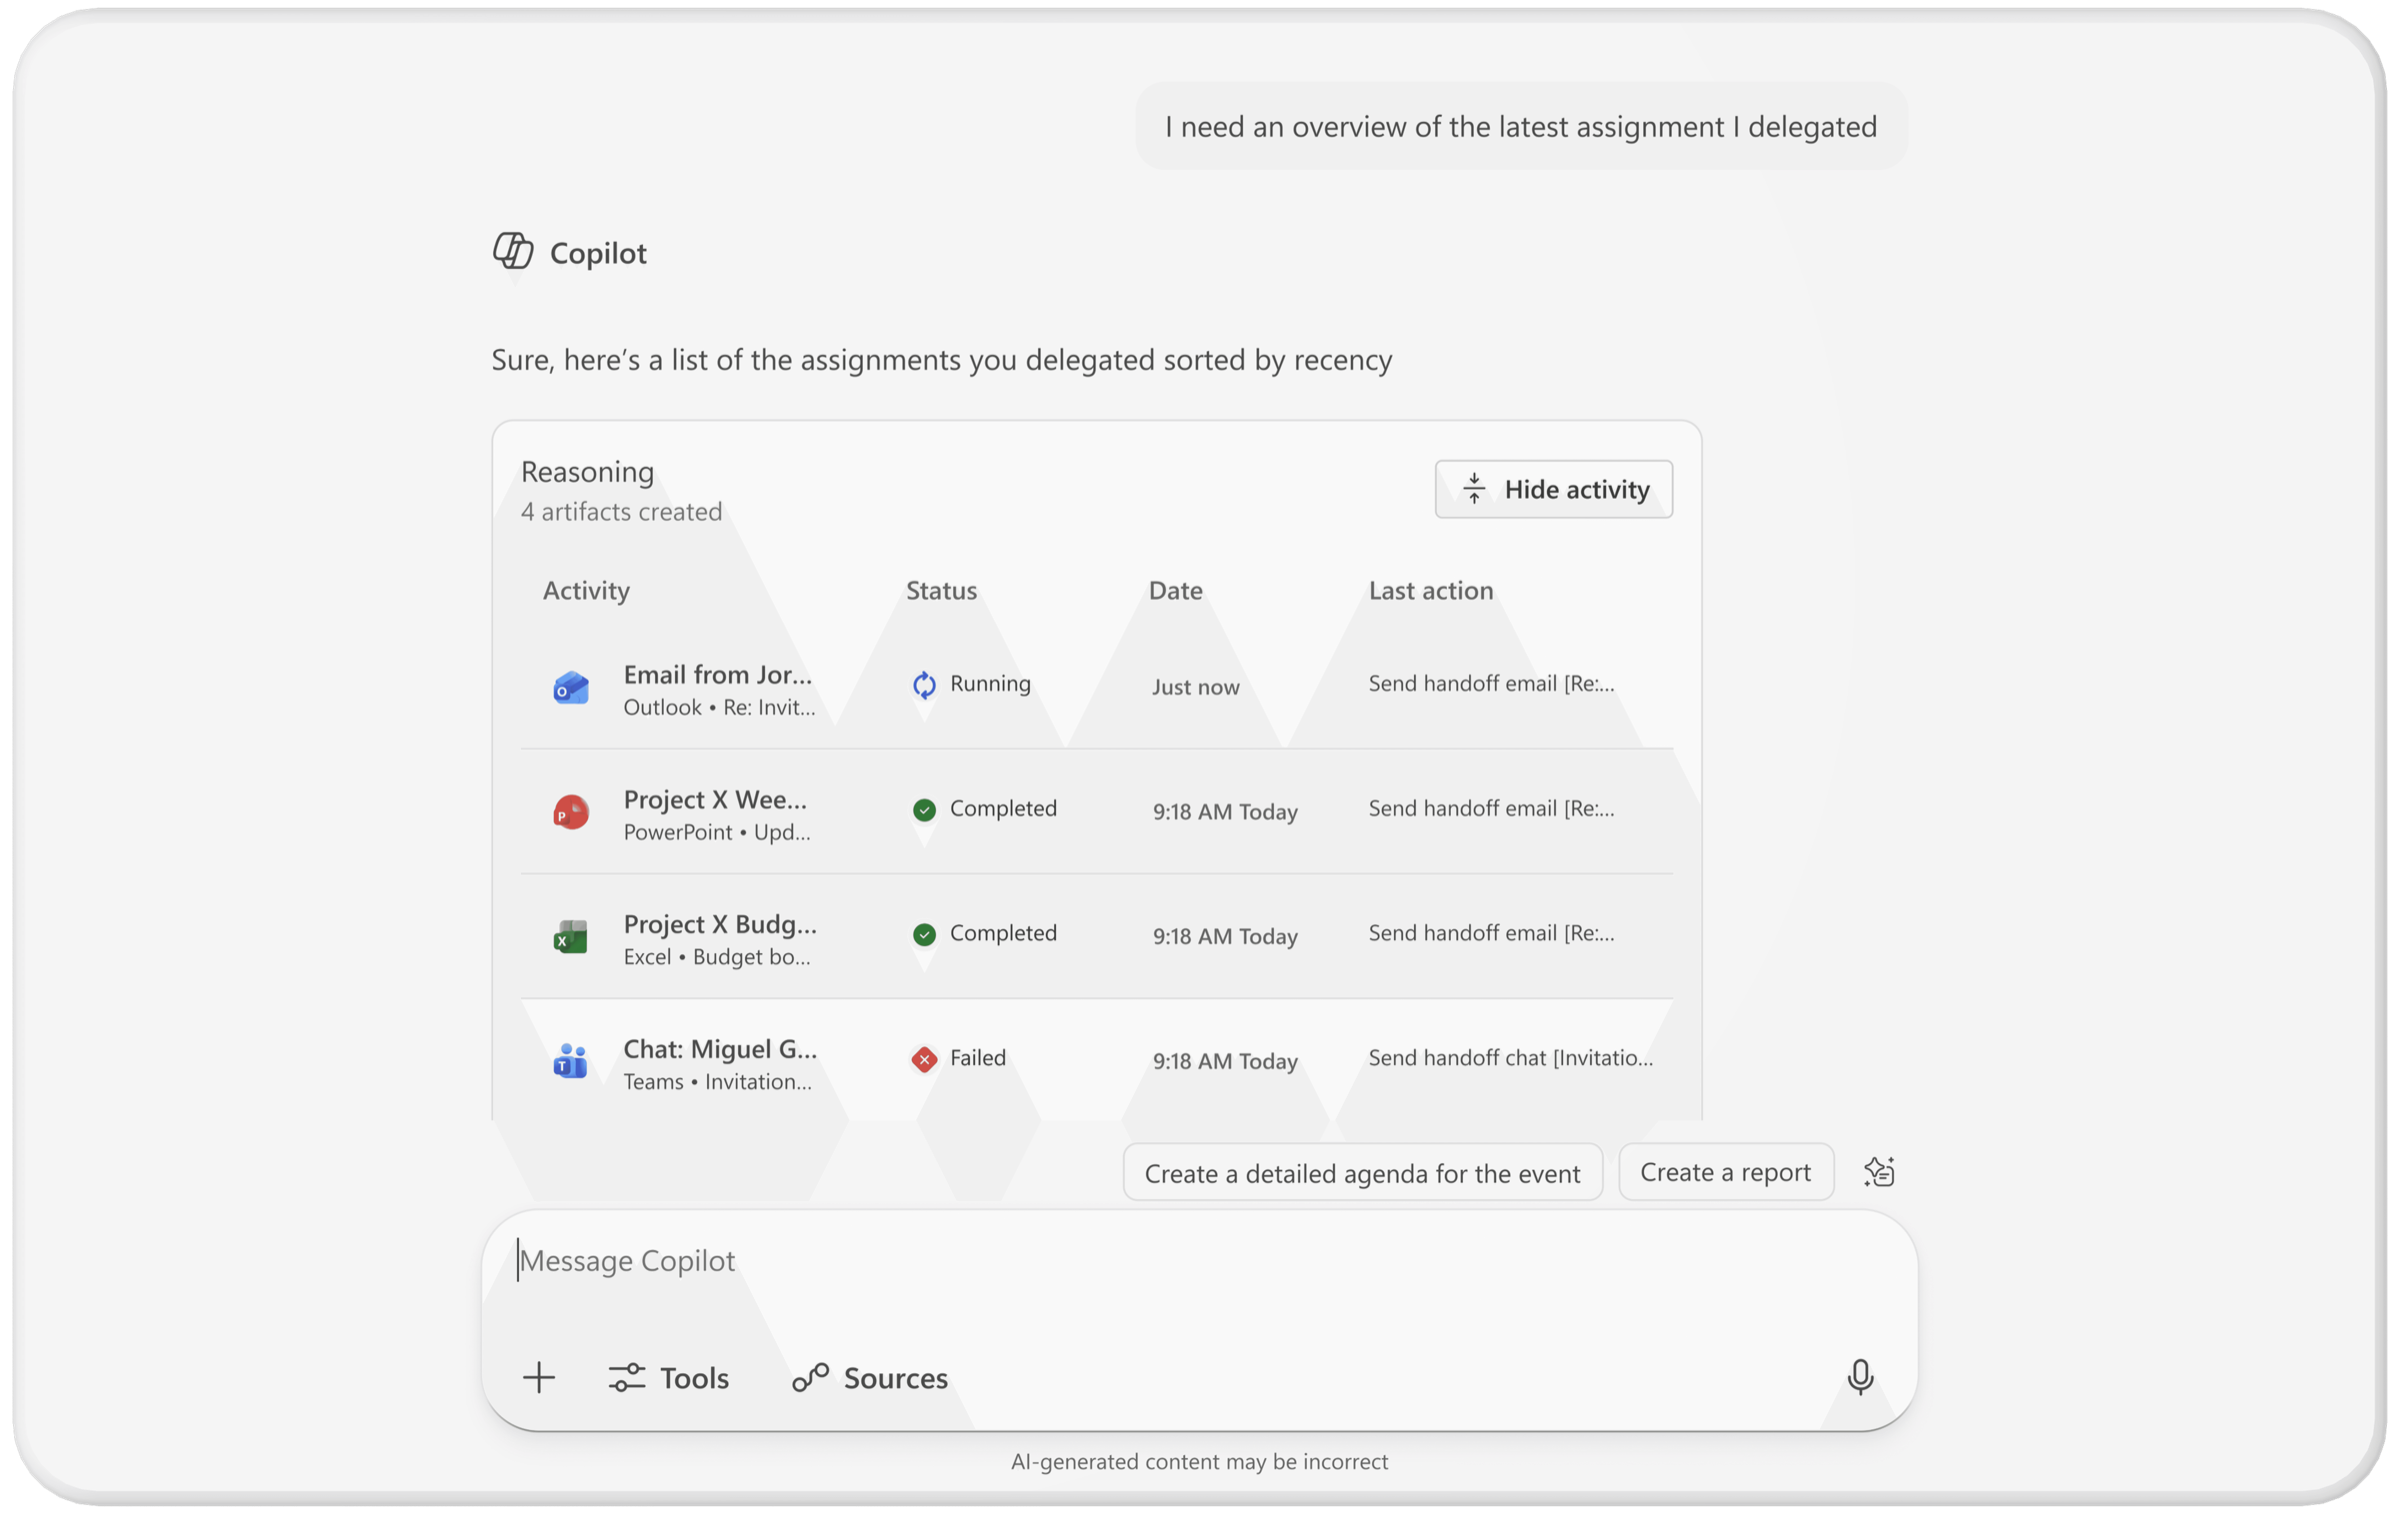 I need an overview of the latest assignment I delegated
Copilot
Sure, here’s a list of the assignments you delegated sorted by recency
Reasoning
4 artifacts created
Hide activity
Activity Status Date Last action
Email from Jor...
Outlook • Re: Invit...
Running
Just now
Send handoff email [Re:...
Project X Wee...
PowerPoint • Upd...
Completed
9:18 AM Today
Send handoff email [Re:...
Project X Budg...
Excel • Budget bo...
Completed
9:18 AM Today
Send handoff email [Re:...
Chat: Miguel G...
Teams • Invitation...
Failed
9:18 AM Today
Send handoff chat [Invitatio...
Create a detailed agenda for the event
Create a report
Message Copilot
Tools
Sources
AI-generated content may be incorrect